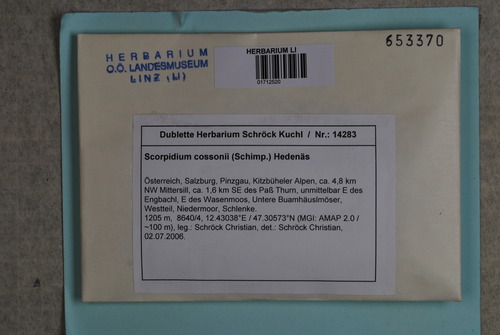 HERBARIUM
O.Ö. LANDESMUSEUM
LINZ (LI)
HERBARIUM LI
01712520
653370
Dublette Herbarium Schröck Kuchl / Nr.: 14283
Scorpidium cossonii (Schimp.) Hedenäs
Österreich, Salzburg, Pinzgau, Kitzbüheler Alpen, ca. 4,8 km
NW Mittersill, ca. 1,6 km SE des Paß Thurn, unmittelbar E des
Engbachl, E des Wasenmoos, Untere Buamhäuslmöser,
Westteil, Niedermoor, Schlenke.
1205 m, 8640/4, 12.43038°E / 47.30573°N (MGI: AMAP 2.0 /
~100 m), leg.: Schröck Christian, det.: Schröck Christian,
02.07.2006.